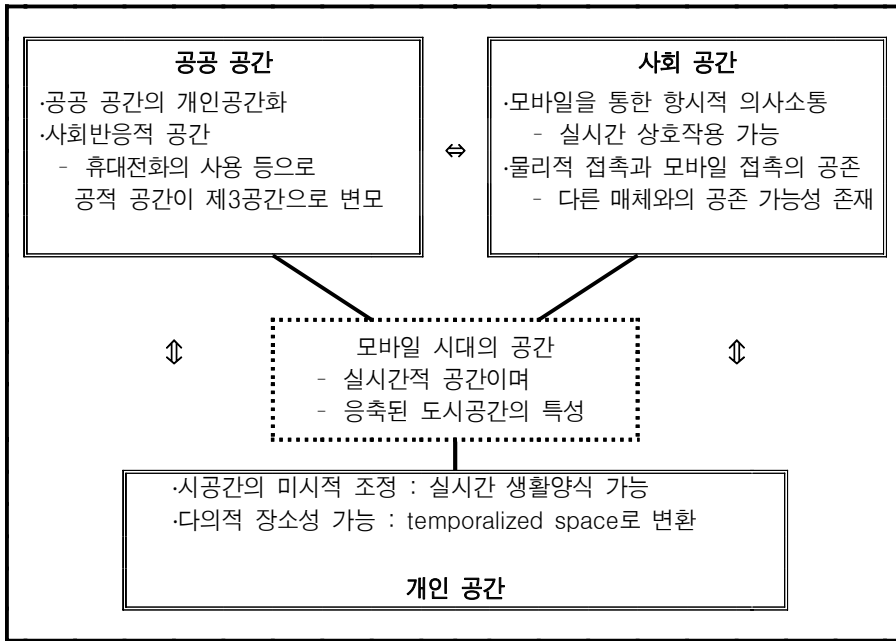 공공 공간
·공공 공간의 개인공간화
·사회반응적 공간
- 휴대전화의 사용 등으로
공적 공간이 제3공간으로 변모
⇔
사회 공간
·모바일을 통한 항시적 의사소통
- 실시간 상호작용 가능
·물리적 접촉과 모바일 접촉의 공존
- 다른 매체와의 공존 가능성 존재
⇕
모바일 시대의 공간
- 실시간적 공간이며
- 응축된 도시공간의 특성
⇕
·시공간의 미시적 조정 : 실시간 생활양식 가능
·다의적 장소성 가능 : temporalized space로 변환
개인 공간